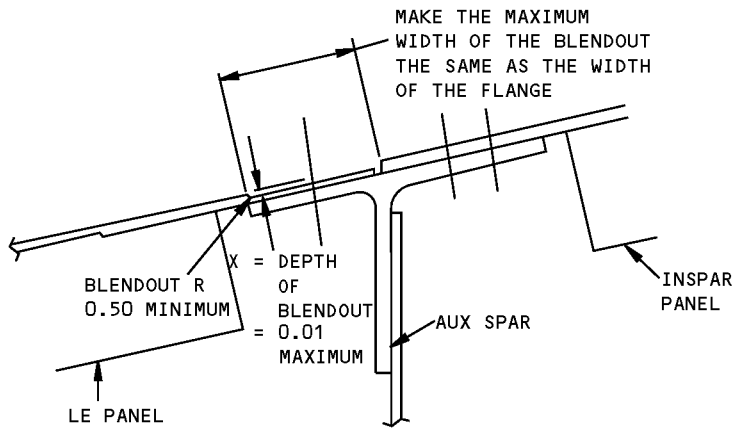 MAKE THE MAXIMUM
WIDTH OF THE BLENDOUT
THE SAME AS THE WIDTH
OF THE FLANGE
BLENDOUT R
0.50 MINIMUM
X = DEPTH
OF
BLENDOUT
= 0.01
MAXIMUM
INSPAR
PANEL
AUX SPAR
LE PANEL